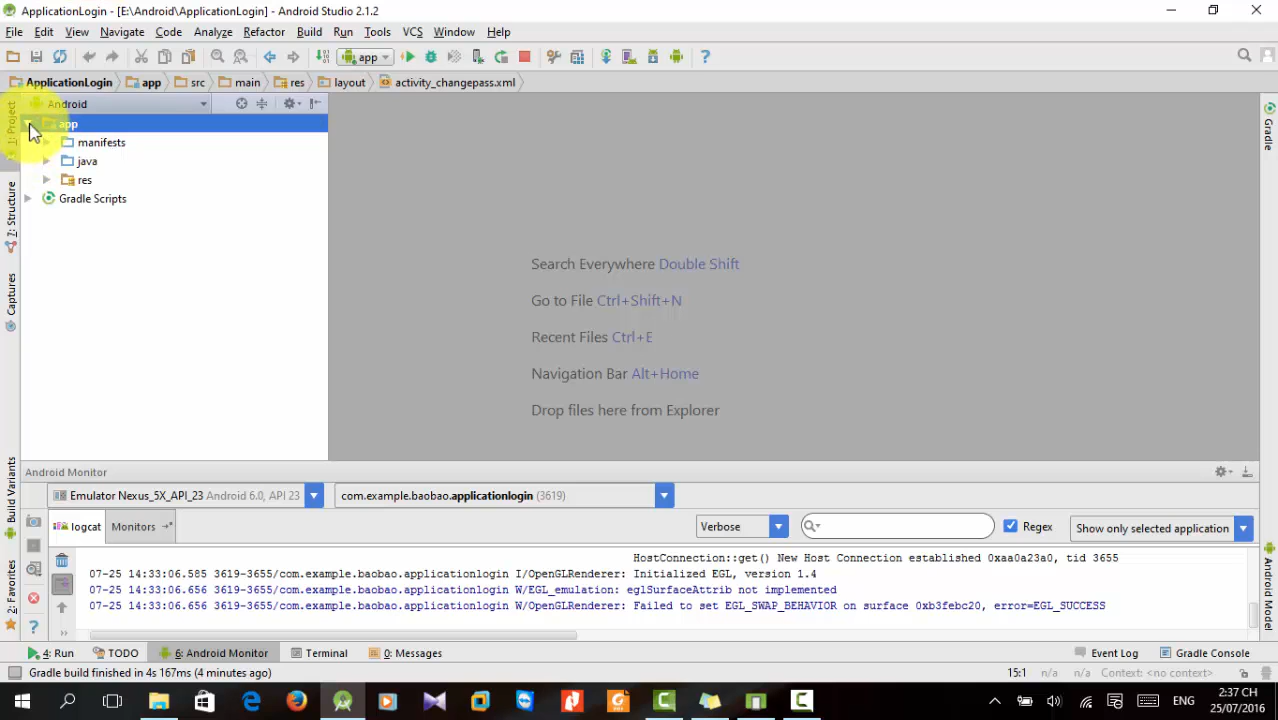 ApplicationLogin - [E:\Android\ApplicationLogin] - Android Studio 2.1.2
File Edit View Navigate Code Analyze Refactor Build Run Tools VCS Window Help
app
ApplicationLogin app src main res layout activity_changepass.xml
Android
1: Project
app
manifests
java
res
Gradle Scripts
7: Structure
Captures
Build Variants
2: Favorites
Gradle
Android Model
Search Everywhere Double Shift
Go to File Ctrl+Shift+N
Recent Files Ctrl+E
Navigation Bar Alt+Home
Drop files here from Explorer
Android Monitor
Emulator Nexus_5X_API_23 Android 6.0, API 23 com.example.baobao.applicationlogin (3619)
logcat Monitors Verbose Regex Show only selected application
HostConnection::get() New Host Connection established 0xaa0a23a0, tid 3655
07-25 14:33:06.585 3619-3655/com.example.baobao.applicationlogin I/OpenGLRenderer: Initialized EGL, version 1.4
07-25 14:33:06.656 3619-3655/com.example.baobao.applicationlogin W/EGL_emulation: eglSurfaceAttrib not implemented
07-25 14:33:06.656 3619-3655/com.example.baobao.applicationlogin W/OpenGLRenderer: Failed to set EGL_SWAP_BEHAVIOR on surface 0xb3febc20, error=EGL_SUCCESS
4: Run TODO 6: Android Monitor Terminal 0: Messages Event Log Gradle Console
Gradle build finished in 4s 167ms (4 minutes ago) 15:1 n/a n/a Context: <no context>
ENG 2:37 CH
25/07/2016